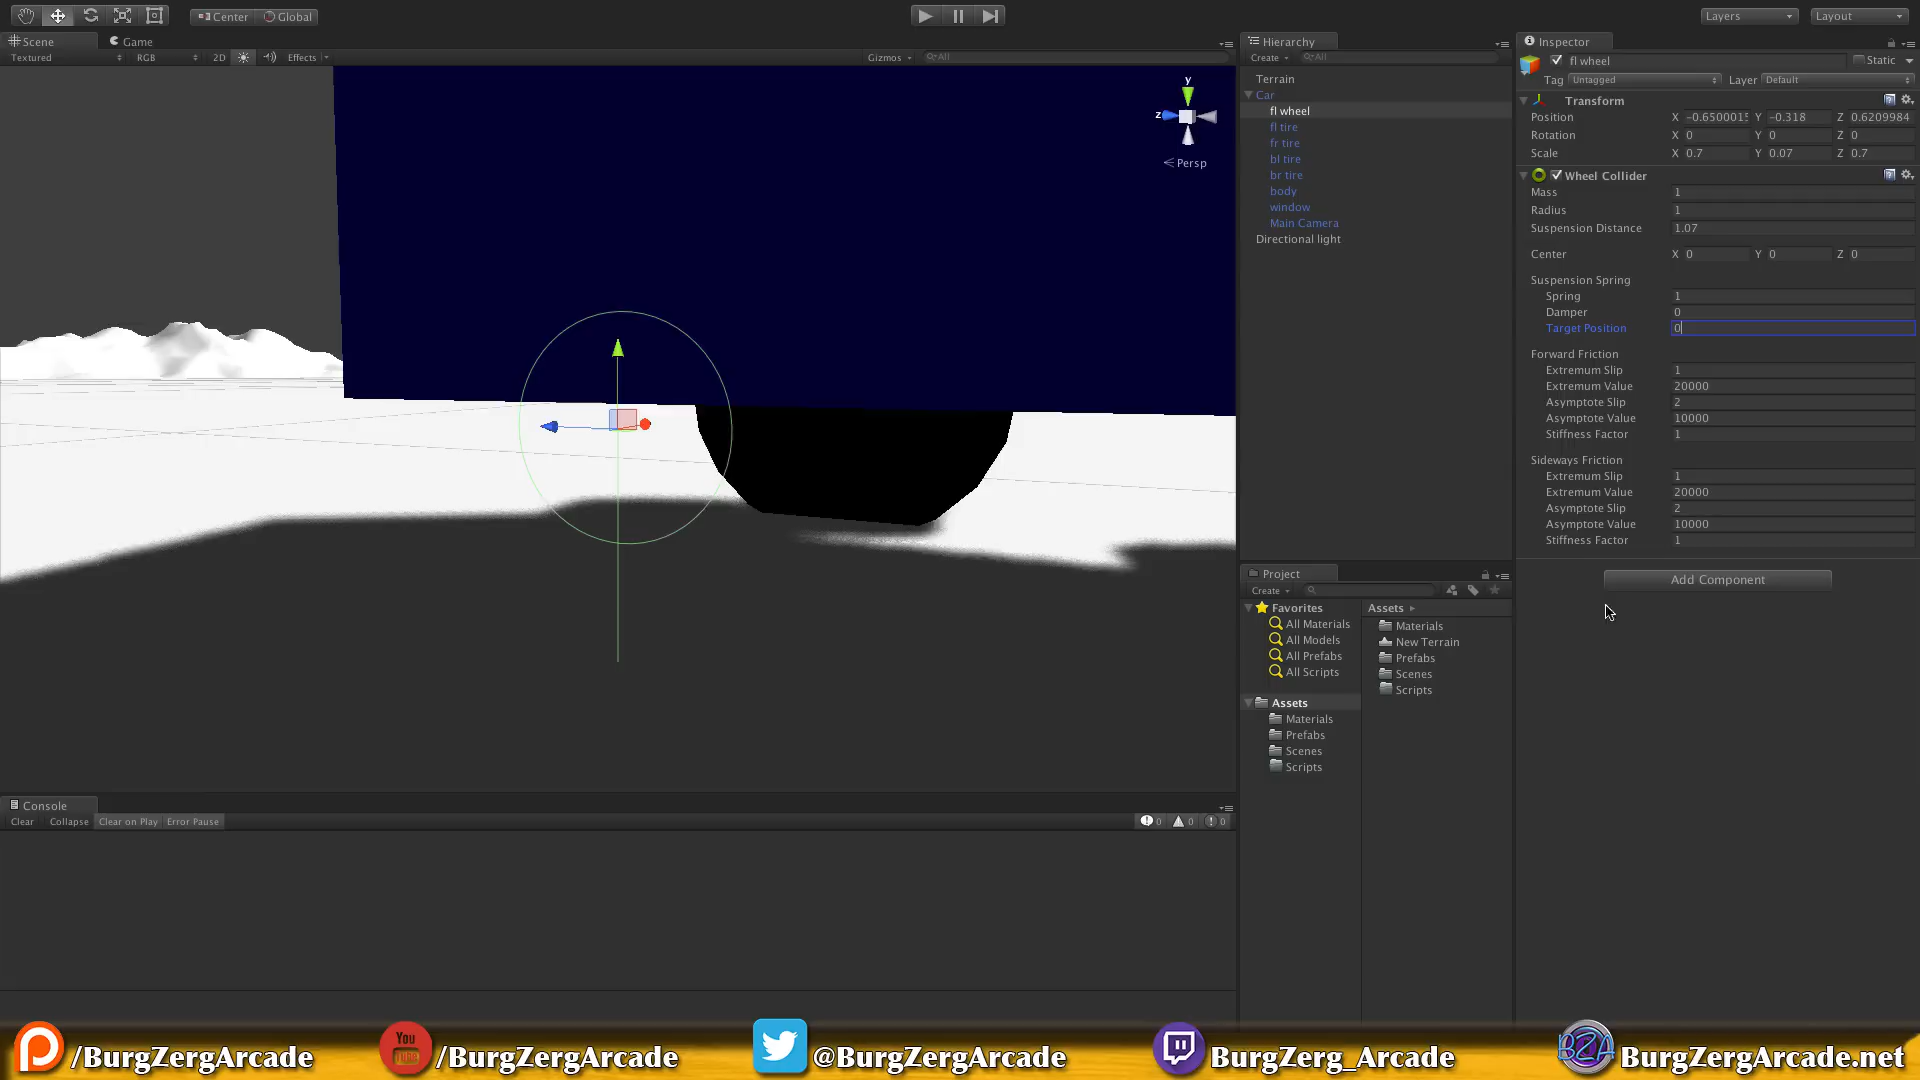 Center Global
Layers Layout
Scene Game
Textured RGB 2D Effects Gizmos All
y
z
Persp
Hierarchy
Create All
Terrain
Car
fl wheel
fl tire
fr tire
bl tire
br tire
body
window
Main Camera
Directional light
Project
Create
Favorites
All Materials
All Models
All Prefabs
All Scripts
Assets
Materials
Prefabs
Scenes
Scripts
Assets
Materials
New Terrain
Prefabs
Scenes
Scripts
Inspector
fl wheel Static
Tag Untagged Layer Default
Transform
Position X -0.6500015 Y -0.318 Z 0.6209984
Rotation X 0 Y 0 Z 0
Scale X 0.7 Y 0.07 Z 0.7
Wheel Collider
Mass 1
Radius 1
Suspension Distance 1.07
Center X 0 Y 0 Z 0
Suspension Spring
Spring 1
Damper 0
Target Position 0
Forward Friction
Extremum Slip 1
Extremum Value 20000
Asymptote Slip 2
Asymptote Value 10000
Stiffness Factor 1
Sideways Friction
Extremum Slip 1
Extremum Value 20000
Asymptote Slip 2
Asymptote Value 10000
Stiffness Factor 1
Add Component
Console
Clear Collapse Clear on Play Error Pause 0 0 0
/BurgZergArcade You Tube /BurgZergArcade @BurgZergArcade BurgZerg_Arcade BZA BurgZergArcade.net